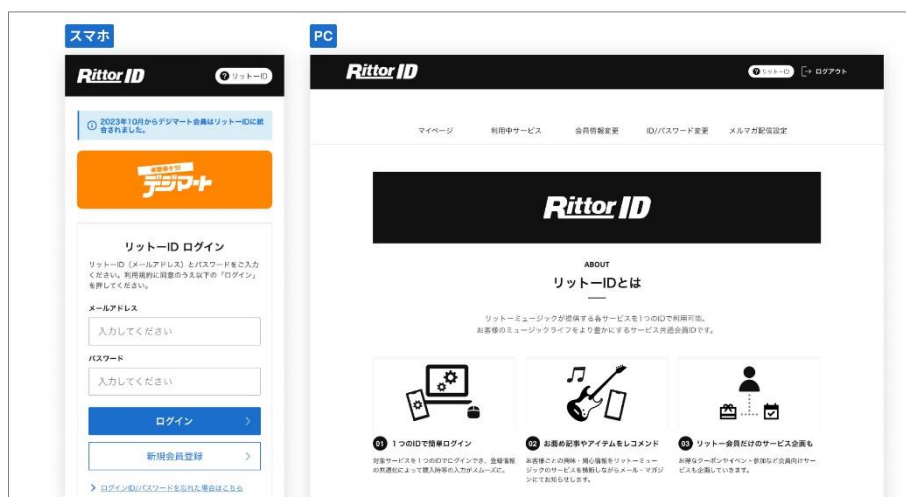 スマホ
Rittor ID
リットーID
2023年10月からデジマート会員はリットーIDに統
合されました。
デジマート
リットーID ログイン
リットーID（メールアドレス）とパスワードをご入力
ください。利用規約に同意のうえ以下の「ログイン」
を押してください。
メールアドレス
入力してください
パスワード
入力してください
ログイン
新規会員登録
ログインID/パスワードを忘れた場合はこちら
PC
Rittor ID
リットーID
ログアウト
マイページ
利用中サービス
会員情報変更
ID/パスワード変更
メルマガ配信設定
Rittor ID
ABOUT
リットーIDとは
リットーミュージックが提供する各サービスを1つのIDで利用可能。
お客様のミュージックライフをより豊かにするサービス共通会員IDです。
01 1つのIDで簡単ログイン
対象サービスを1つのIDでログインでき、登録情報
の共通化によって購入時等の入力がスムーズに。
02 お薦め記事やアイテムをレコメンド
お客様ごとの興味・関心情報をリットーミュー
ジックのサービスを横断しながらメール・マガジ
ンにてお知らせします。
03 リットー会員だけのサービス企画も
お得なクーポンやイベント参加など会員向けサー
ビスも企画していきます。